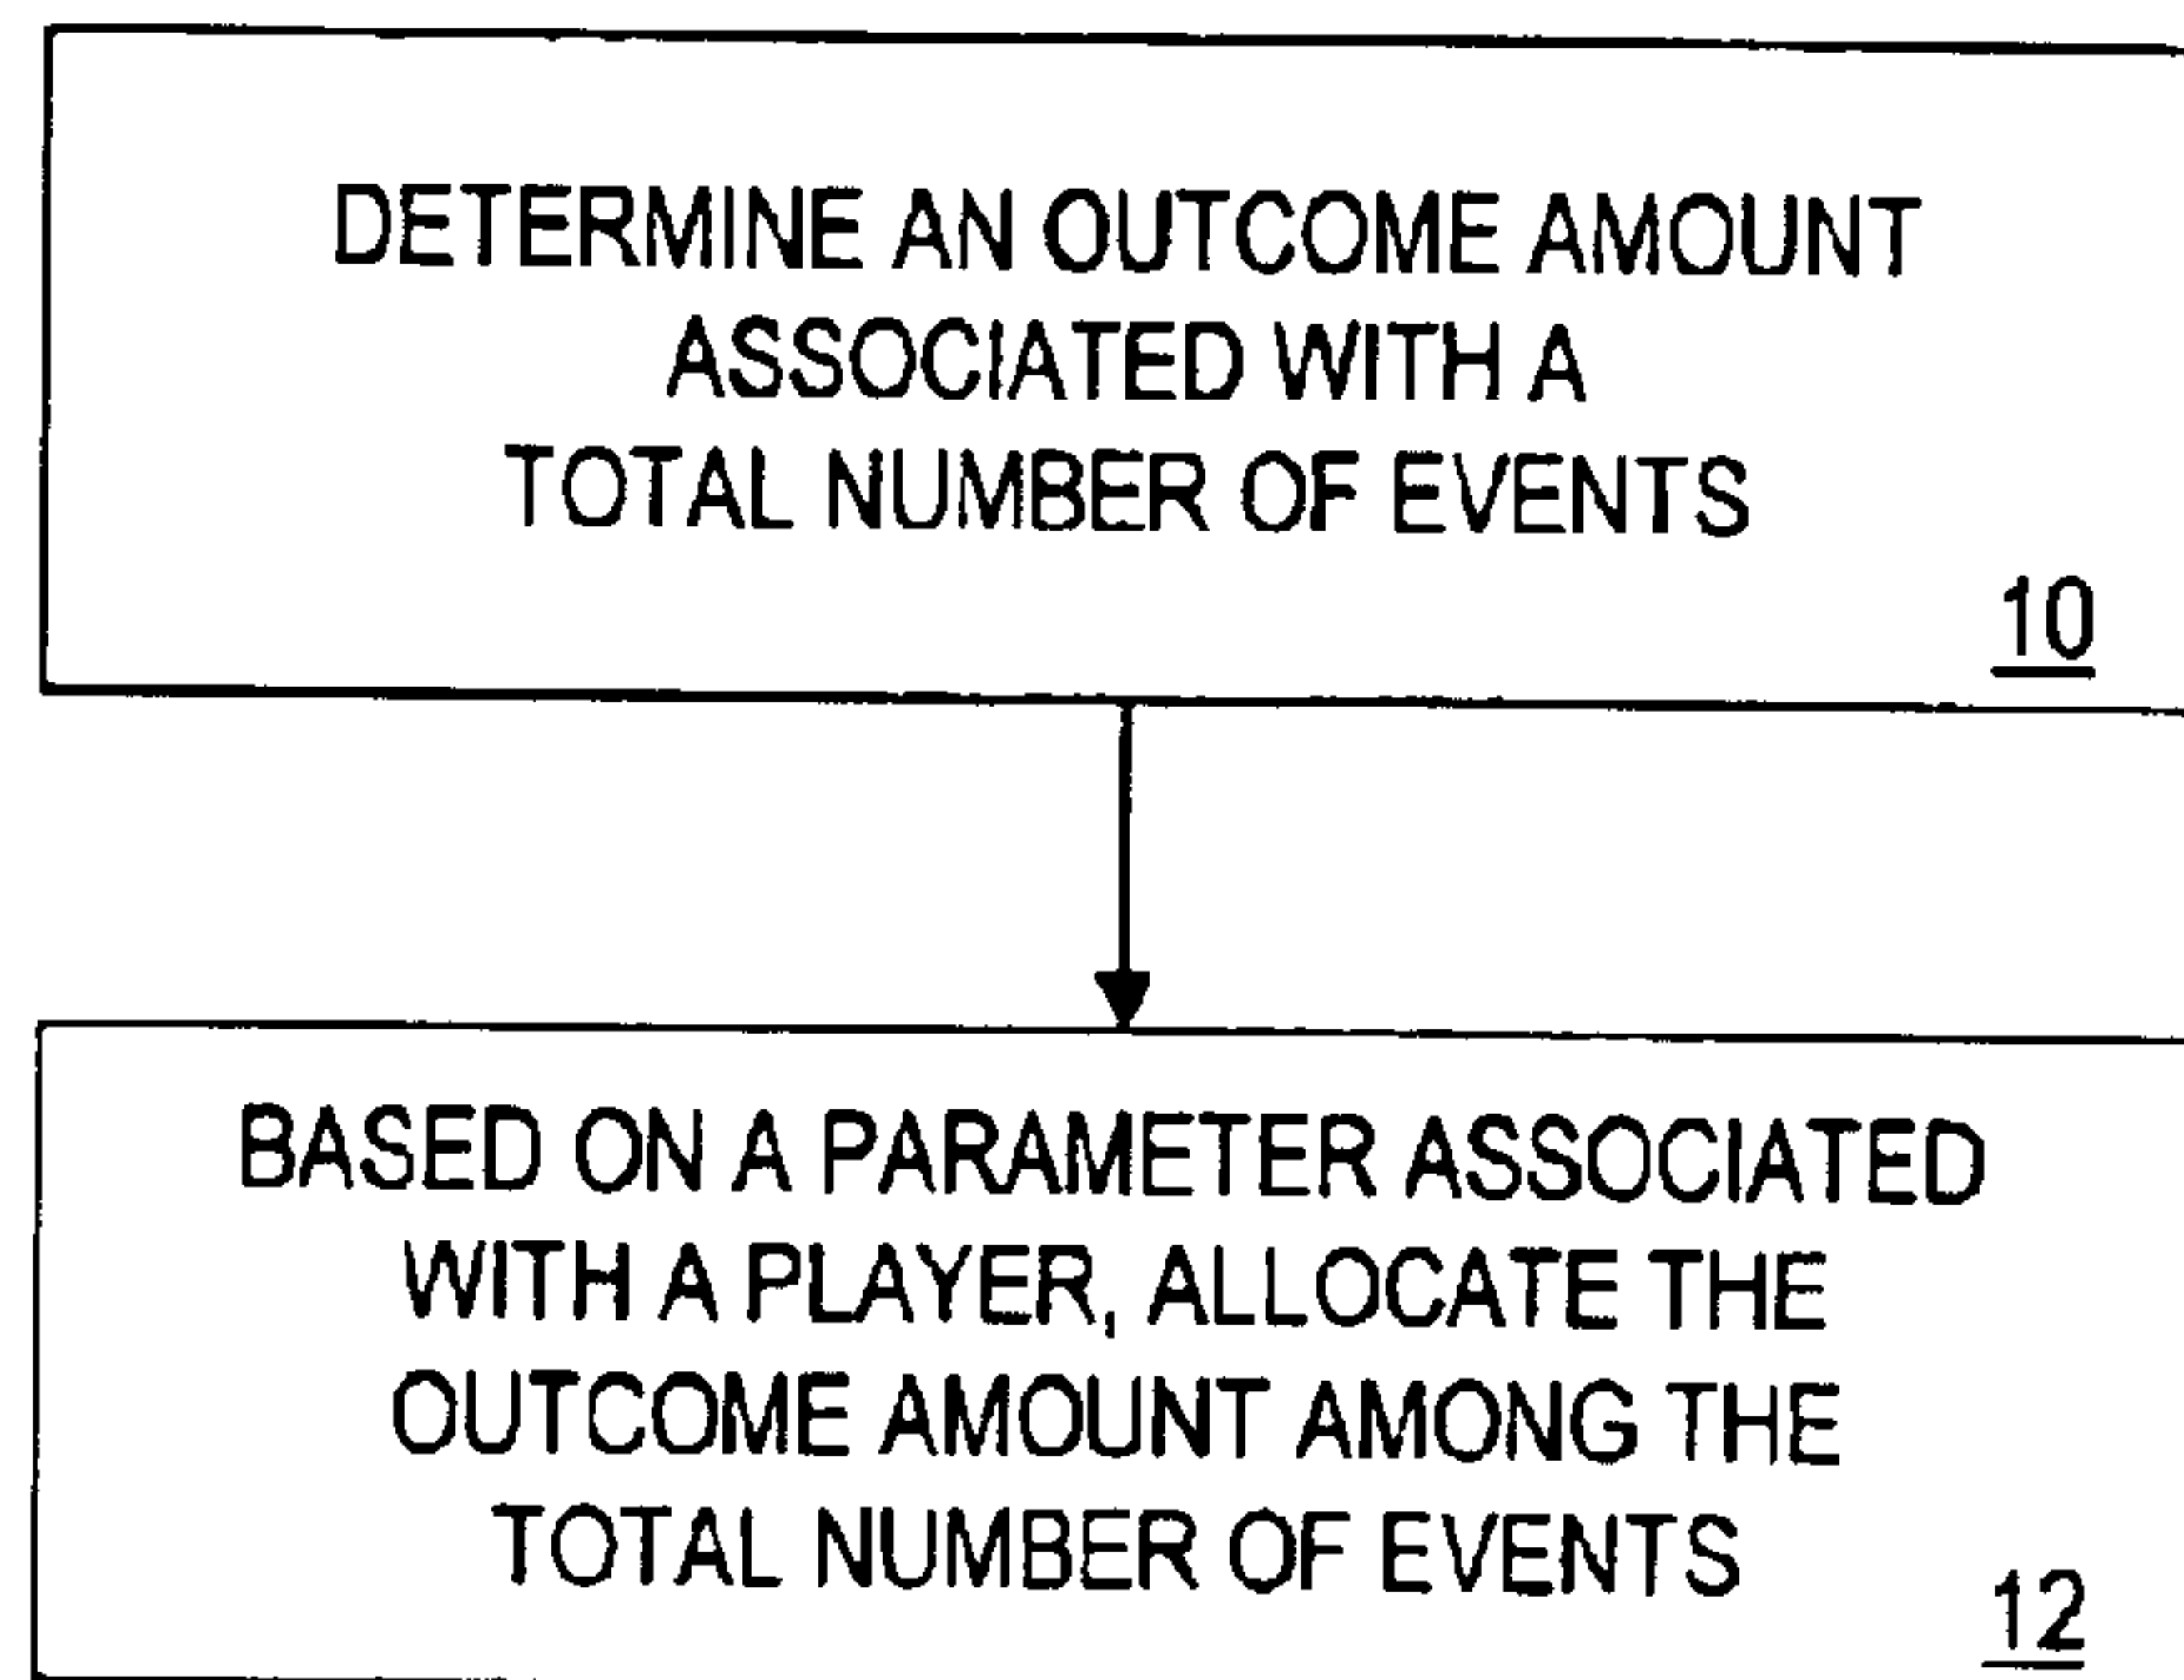 DETERMINE AN OUTCOME AMOUNT
ASSOCIATED WITH A
TOTAL NUMBER OF EVENTS
10
BASED ON A PARAMETER ASSOCIATED
WITH A PLAYER, ALLOCATE THE
OUTCOME AMOUNT AMONG THE
TOTAL NUMBER OF EVENTS
12